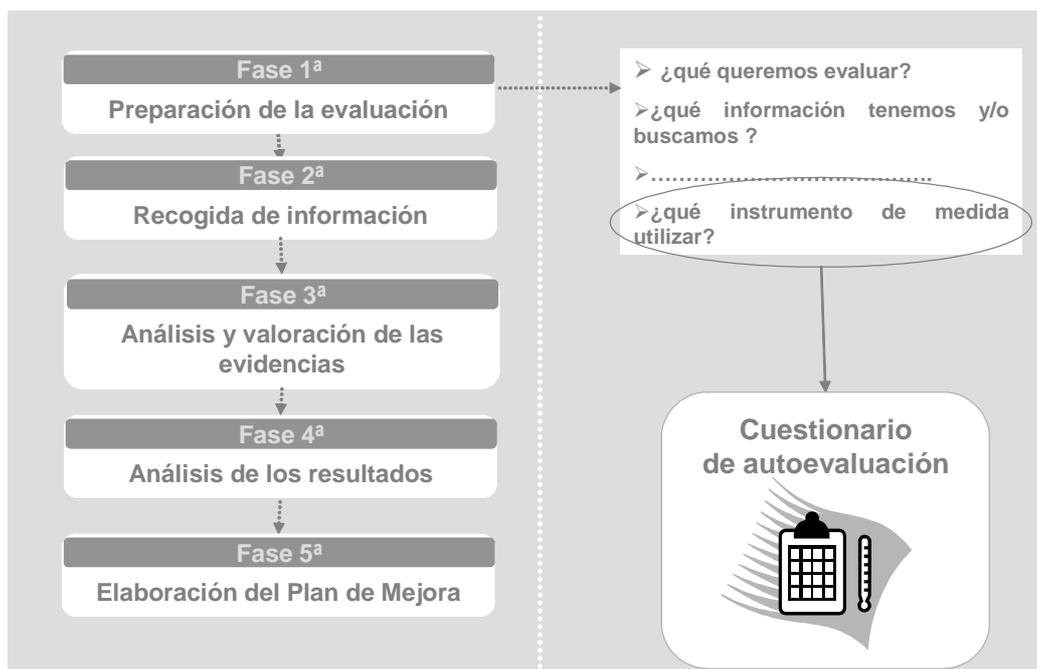 Fase 1ª
Preparación de la evaluación
Fase 2ª
Recogida de información
Fase 3ª
Análisis y valoración de las
evidencias
Fase 4ª
Análisis de los resultados
Fase 5ª
Elaboración del Plan de Mejora
➢ ¿qué queremos evaluar?
➢¿qué información tenemos y/o
buscamos ?
➢…………………………………
➢¿qué instrumento de medida
utilizar?
Cuestionario
de autoevaluación